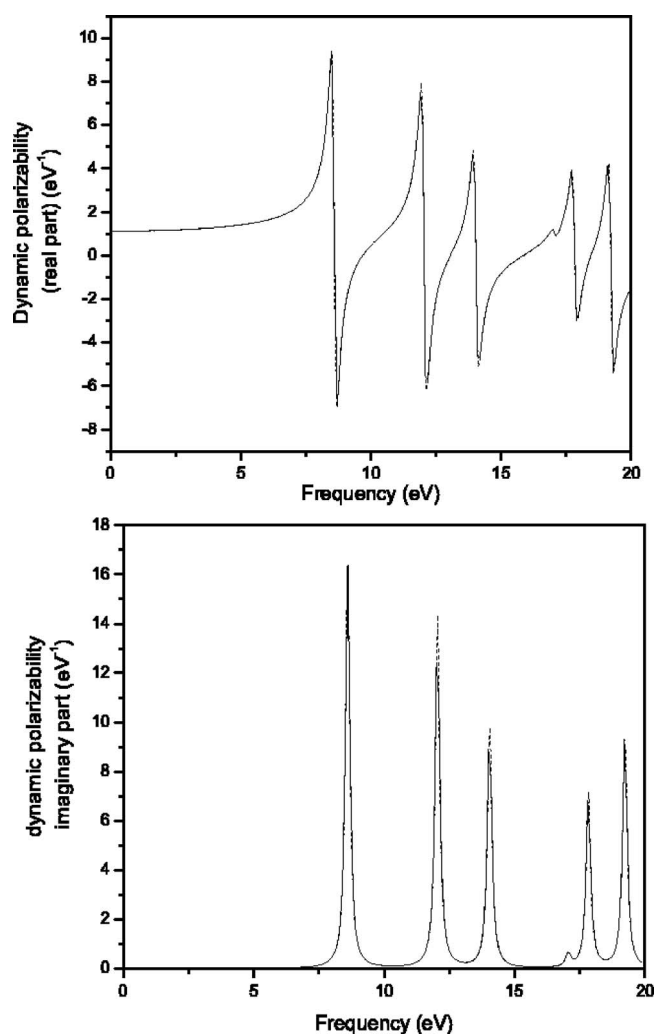 10
8
6
4
2
0
-2
-4
-6
-8
Dynamic polarizability
(real part) (eV⁻¹)
0 5 10 15 20
Frequency (eV)
18
16
14
12
10
8
6
4
2
0
dynamic polarizability
imaginary part (eV⁻¹)
0 5 10 15 20
Frequency (eV)